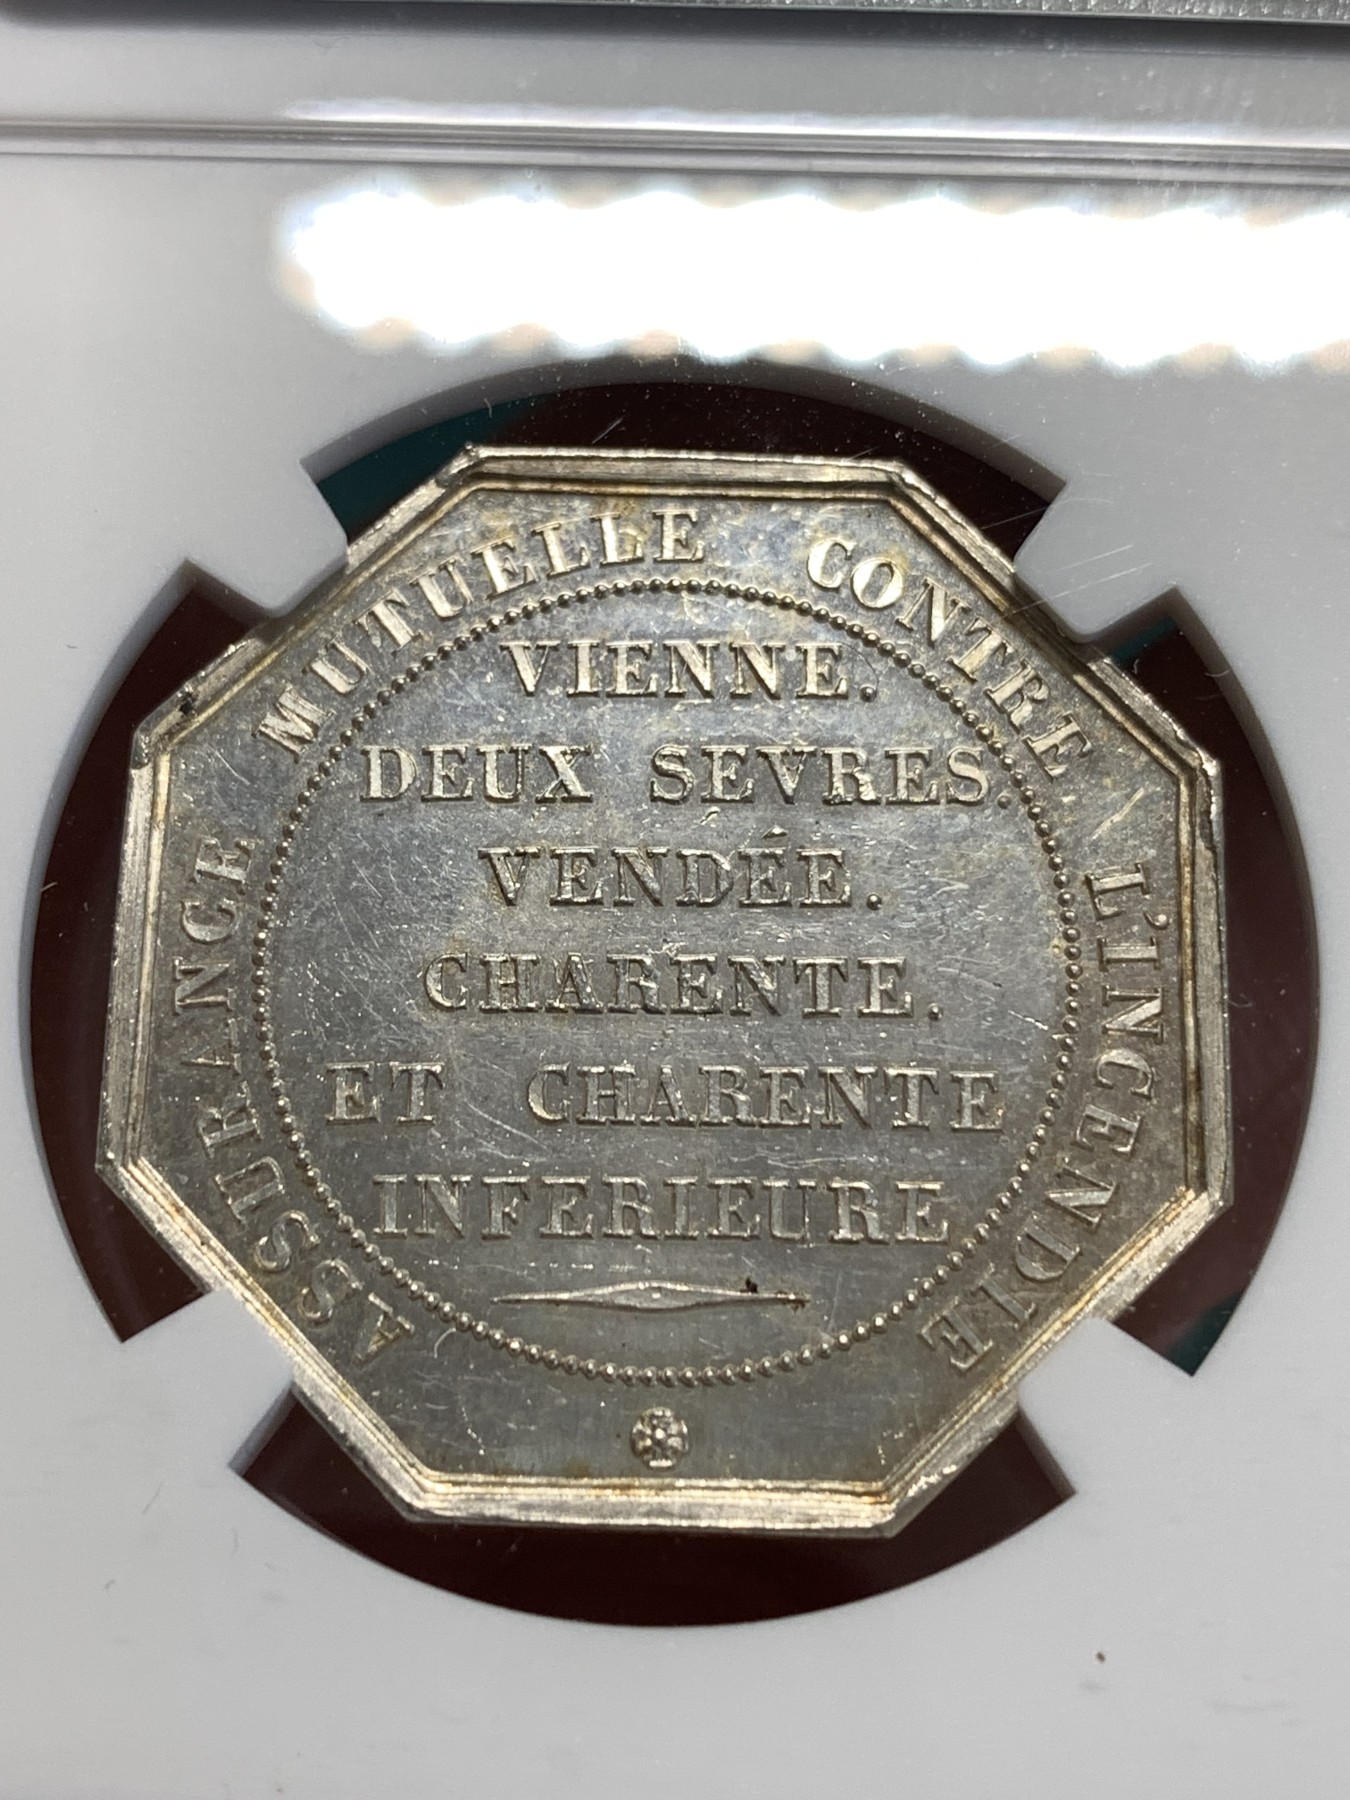 ASSURANCE MUTUELLE CONTRE L'INCENDIE
VIENNE.
DEUX SEVRES.
VENDÉE.
CHARENTE.
ET CHARENTE
INFERIEURE